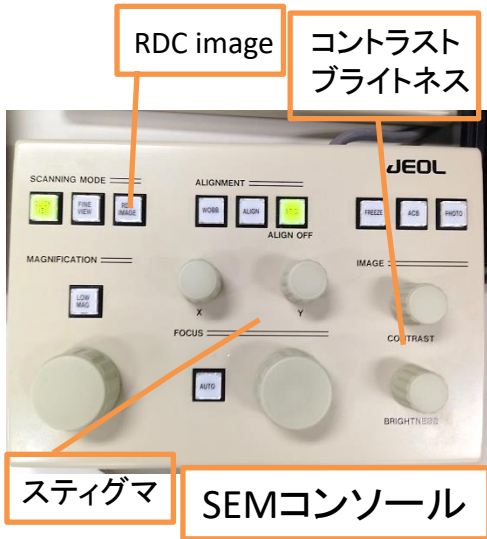 RDC image
コントラスト
ブライトネス
JEOL
SCANNING MODE
ALIGNMENT
FINE
VIEW
RDC
IMAGE
WOBB
ALIGN
STIG
FREEZE
ACB
PHOTO
ALIGN OFF
MAGNIFICATION
IMAGE
LOW
MAG
X
Y
CONTRAST
FOCUS
AUTO
BRIGHTNESS
スティグマ
SEMコンソール